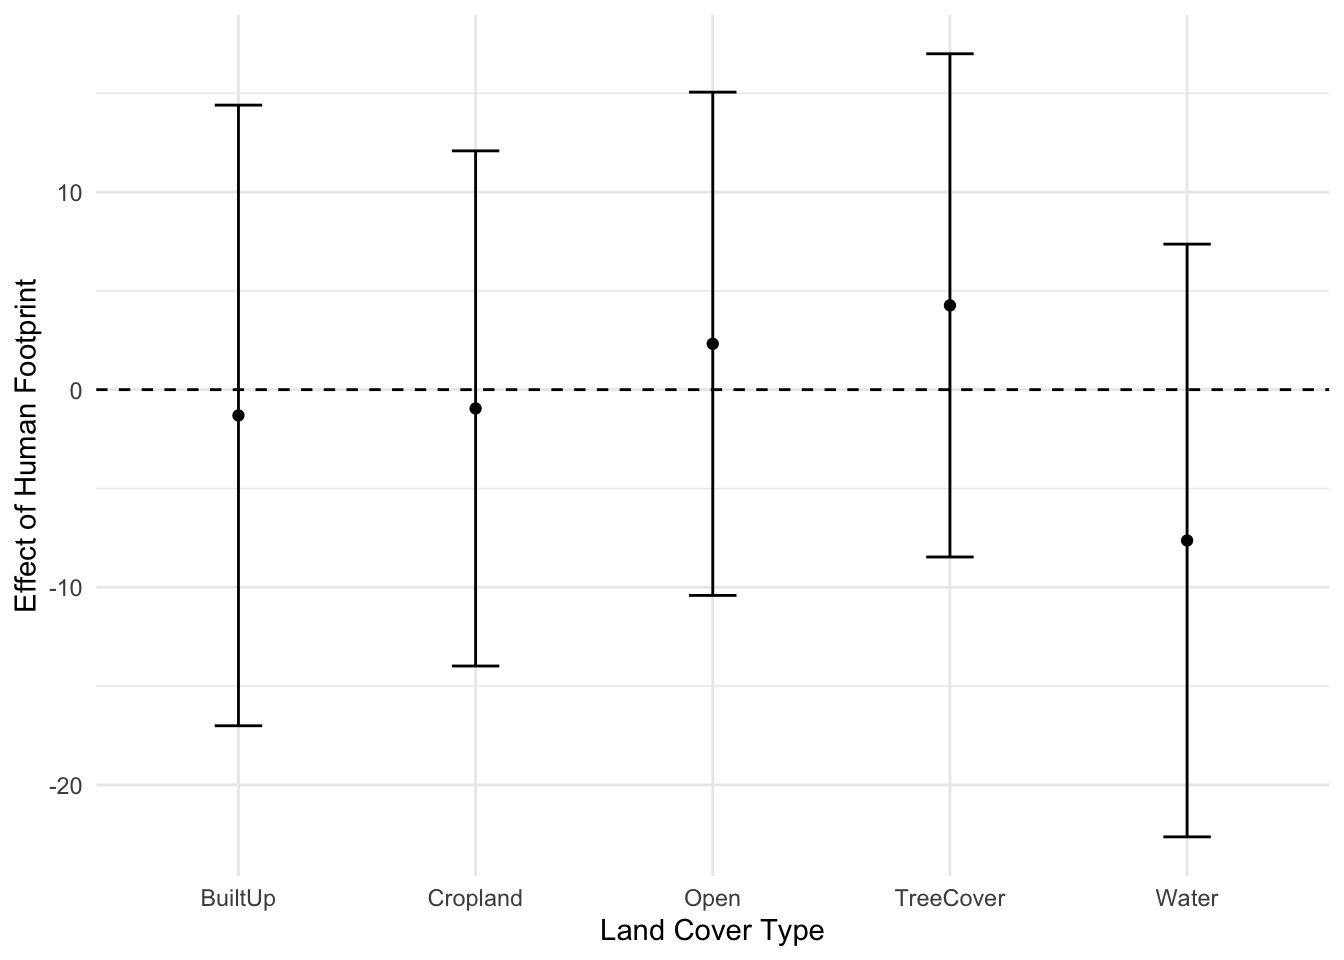 Effect of Human Footprint
10
0
-10
-20
BuiltUp
Cropland
Open
TreeCover
Water
Land Cover Type